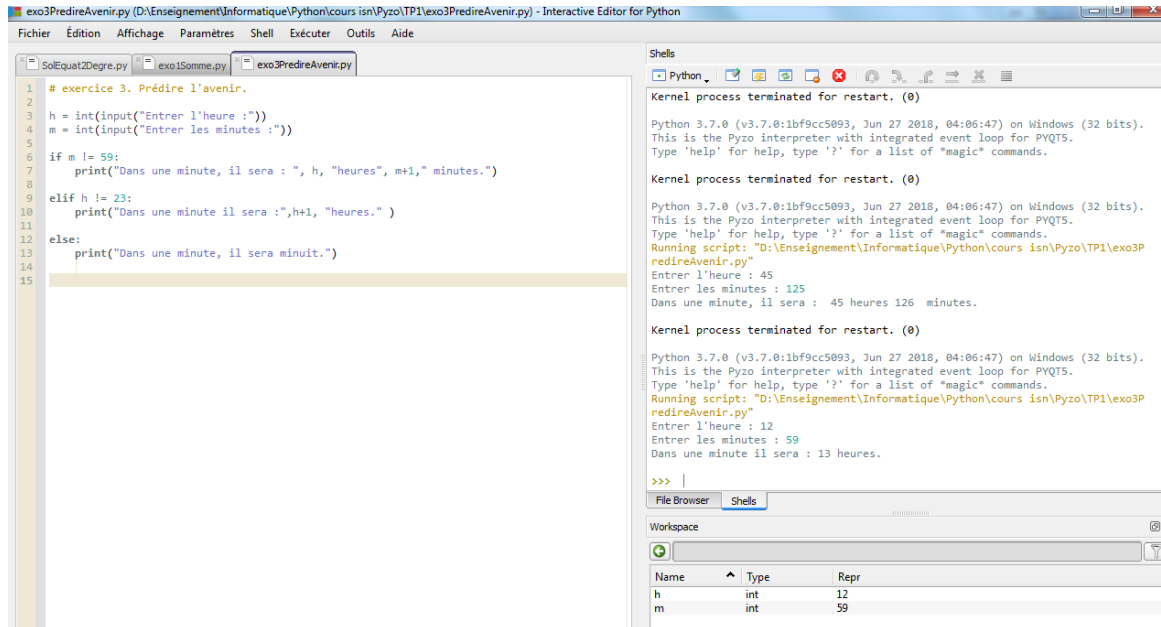 exo3PredireAvenir.py (D:\Enseignement\Informatique\Python\cours isn\Pyzo\TP1\exo3PredireAvenir.py) - Interactive Editor for Python
Fichier Édition Affichage Paramètres Shell Exécuter Outils Aide
SolEquat2Degre.py exo1Somme.py exo3PredireAvenir.py
1 # exercice 3. Prédire l'avenir.
2
3 h = int(input("Entrer l'heure :"))
4 m = int(input("Entrer les minutes :"))
5
6 if m != 59:
7 print("Dans une minute, il sera : ", h, "heures", m+1," minutes.")
8
9 elif h != 23:
10 print("Dans une minute il sera :",h+1, "heures." )
11
12 else:
13 print("Dans une minute, il sera minuit.")
14
15
Shells
Python
Kernel process terminated for restart. (0)
Python 3.7.0 (v3.7.0:1bf9cc5093, Jun 27 2018, 04:06:47) on Windows (32 bits).
This is the Pyzo interpreter with integrated event loop for PYQT5.
Type 'help' for help, type '?' for a list of *magic* commands.
Kernel process terminated for restart. (0)
Python 3.7.0 (v3.7.0:1bf9cc5093, Jun 27 2018, 04:06:47) on Windows (32 bits).
This is the Pyzo interpreter with integrated event loop for PYQT5.
Type 'help' for help, type '?' for a list of *magic* commands.
Running script: "D:\Enseignement\Informatique\Python\cours isn\Pyzo\TP1\exo3P
redireAvenir.py"
Entrer l'heure : 45
Entrer les minutes : 125
Dans une minute, il sera :  45 heures 126  minutes.
Kernel process terminated for restart. (0)
Python 3.7.0 (v3.7.0:1bf9cc5093, Jun 27 2018, 04:06:47) on Windows (32 bits).
This is the Pyzo interpreter with integrated event loop for PYQT5.
Type 'help' for help, type '?' for a list of *magic* commands.
Running script: "D:\Enseignement\Informatique\Python\cours isn\Pyzo\TP1\exo3P
redireAvenir.py"
Entrer l'heure : 12
Entrer les minutes : 59
Dans une minute il sera : 13 heures.
>>>
File Browser Shells
Workspace
Name Type Repr
h int 12
m int 59